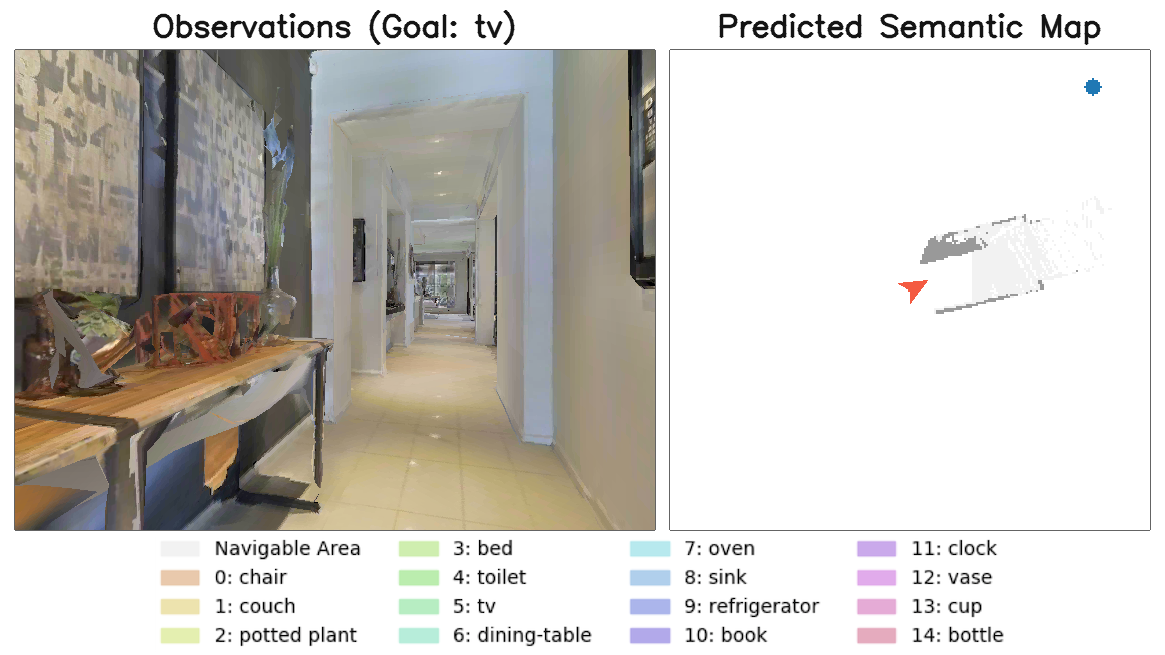 Observations (Goal: tv)
Predicted Semantic Map
Navigable Area
0: chair
1: couch
2: potted plant
3: bed
4: toilet
5: tv
6: dining-table
7: oven
8: sink
9: refrigerator
10: book
11: clock
12: vase
13: cup
14: bottle